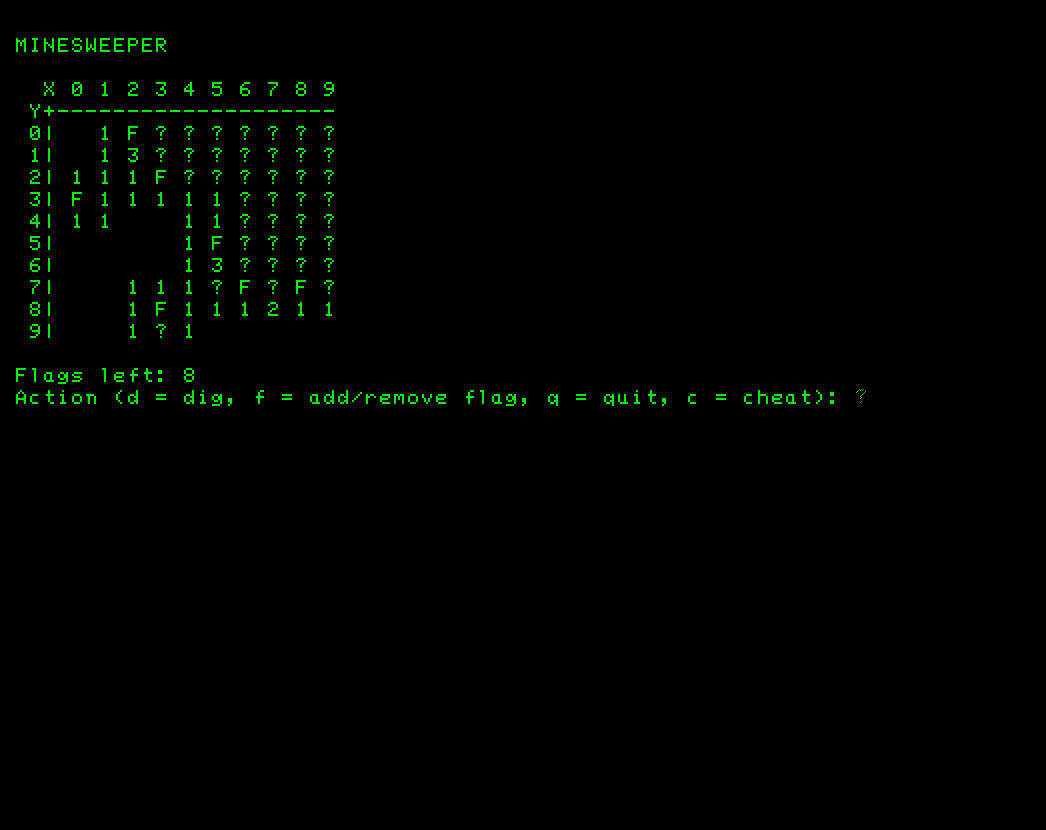 MINESWEEPER
  X 0 1 2 3 4 5 6 7 8 9
 Y+--------------------
 0|   1 F ? ? ? ? ? ? ?
 1|   1 3 ? ? ? ? ? ? ?
 2| 1 1 1 F ? ? ? ? ? ?
 3| F 1 1 1 1 1 ? ? ? ?
 4| 1 1     1 1 ? ? ? ?
 5|         1 F ? ? ? ?
 6|         1 3 ? ? ? ?
 7|     1 1 1 ? F ? F ?
 8|     1 F 1 1 1 2 1 1
 9|     1 ? 1
Flags left: 8
Action (d = dig, f = add/remove flag, q = quit, c = cheat): ?